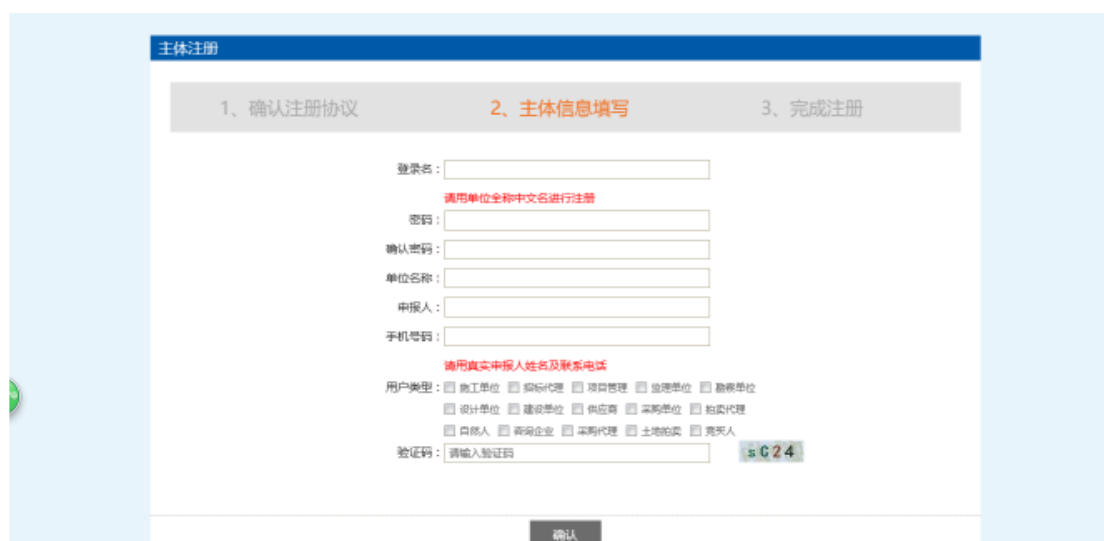 主体注册
1、确认注册协议 2、主体信息填写 3、完成注册
登录名：
请用单位全称中文名进行注册
密码：
确认密码：
单位名称：
申报人：
手机号码：
请用真实申报人姓名及联系电话
用户类型： 施工单位 招标代理 项目管理 监理单位 勘察单位
设计单位 建设单位 供应商 采购单位 拍卖代理
自然人 咨询企业 采购代理 土地拍卖 竞买人
验证码： 请输入验证码 sC24
确认